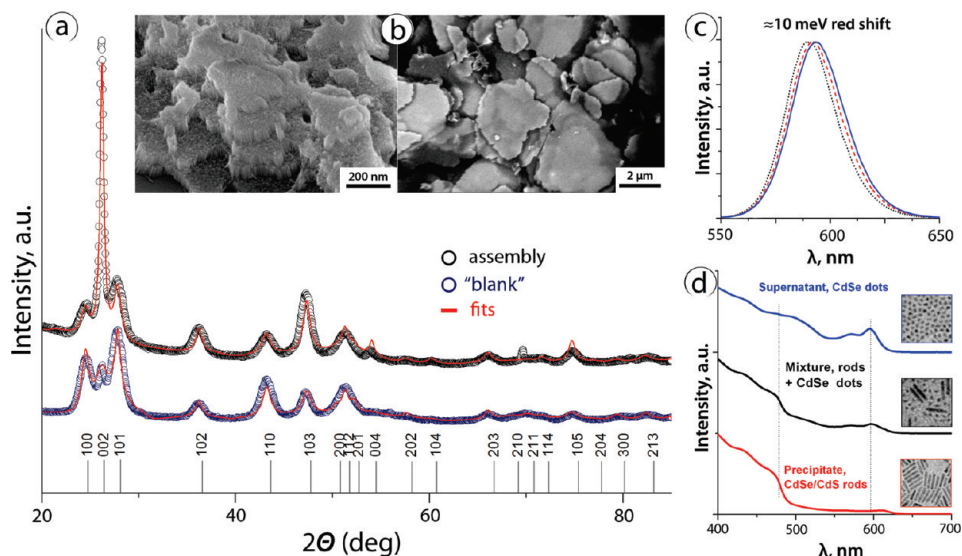 (a)
(b)
200 nm
2 μm
Intensity, a.u.
assembly
"blank"
fits
100
002
101
102
110
103
200
112
201
004
202
104
203
210
211
114
105
204
300
213
20
40
60
80
2Θ (deg)
(c)
≈10 meV red shift
Intensity, a.u.
550
600
650
λ, nm
(d)
Supernatant, CdSe dots
Mixture, rods
+ CdSe dots
Precipitate,
CdSe/CdS rods
Intensity, a.u.
400
500
600
700
λ, nm